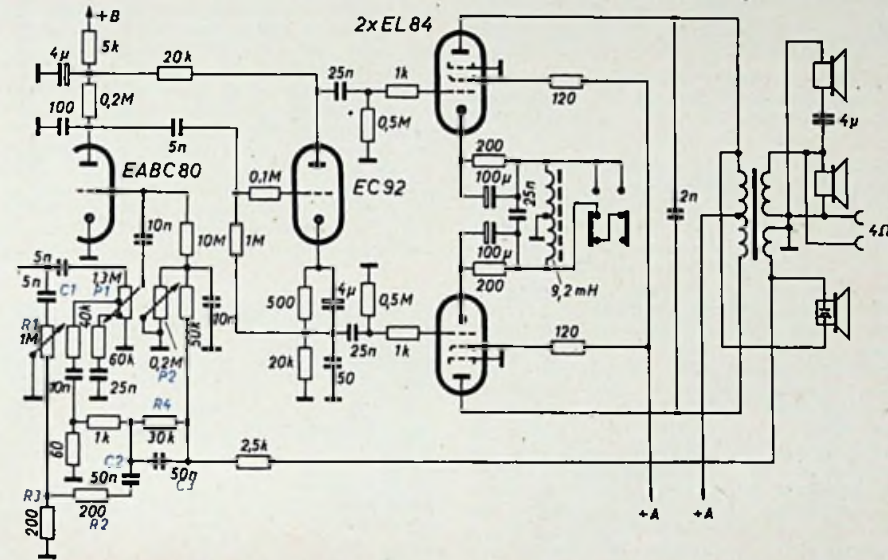 +B
2xEL84
5k
4μ
20k
0,2M
100
5n
25n
1k
0,5M
120
EABC80
EC92
0,1M
1M
10n
10M
200
100μ
25n
100μ
200
9,2mH
2n
4μ
4Ω
5n
C1
1,3M
P1
5n
R1
1M
40k
60k
0,2M
P2
50k
10n
500
4μ
0,5M
20k
25n
50
1k
120
10n
25n
1k
R4
30k
60
C2
50n
50n
C3
2,5k
R3
200
R2
200
+A
+A